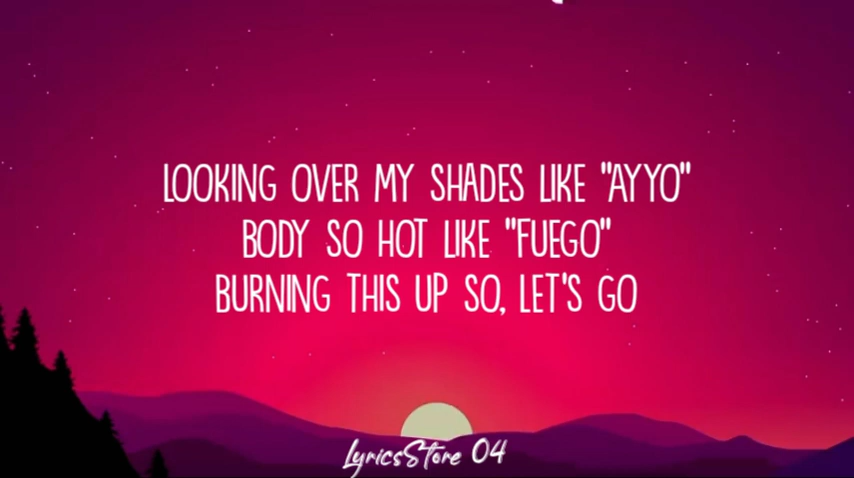 LOOKING OVER MY SHADES LIKE "AYYO"
BODY SO HOT LIKE "FUEGO"
BURNING THIS UP SO, LET'S GO
LyricsStore 04